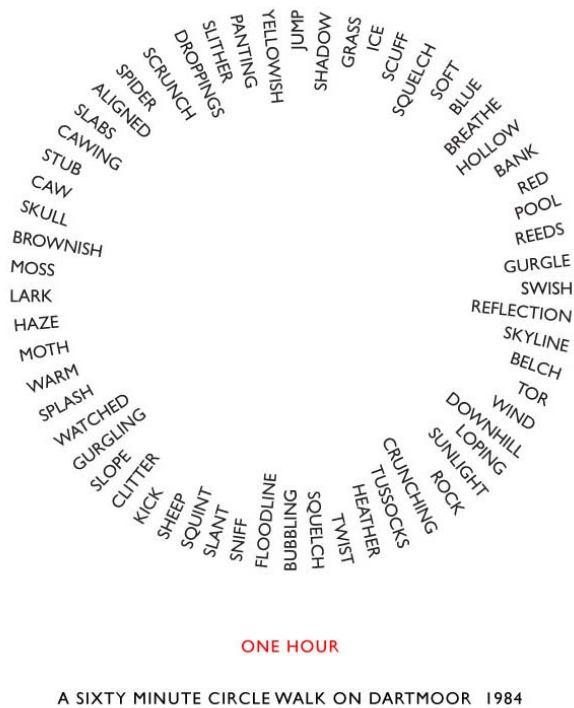 JUMP
SHADOW
GRASS
ICE
SCUFF
SQUELCH
SOFT
BLUE
BREATHE
HOLLOW
BANK
RED
POOL
REEDS
GURGLE
SWISH
REFLECTION
SKYLINE
BELCH
TOR
WIND
DOWNHILL
LOPING
SUNLIGHT
ROCK
CRUNCHING
TUSSOCKS
HEATHER
TWIST
SQUELCH
BUBBLING
FLOODLINE
SNIFF
SLANT
SQUINT
SHEEP
KICK
CLITTER
SLOPE
GURGLING
WATCHED
SPLASH
WARM
MOTH
HAZE
LARK
MOSS
BROWNISH
SKULL
CAW
STUB
CAWING
SLABS
ALIGNED
SPIDER
SCRUNCH
DROPPINGS
SLITHER
PANTING
YELLOWISH
ONE HOUR
A SIXTY MINUTE CIRCLE WALK ON DARTMOOR 1984